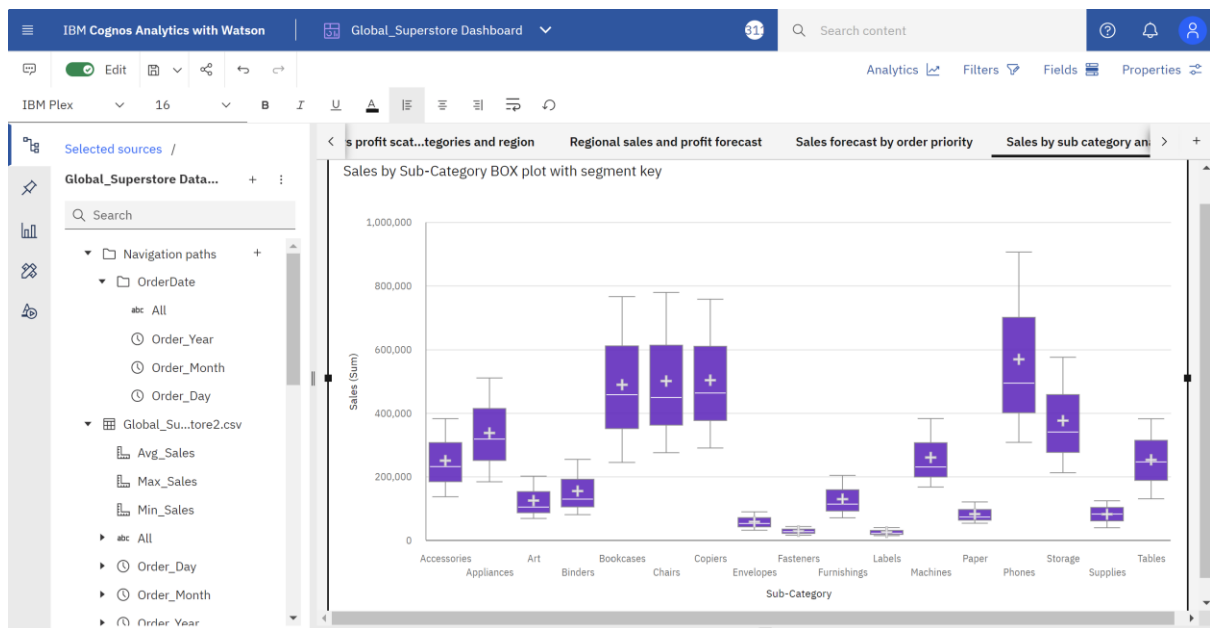 IBM Cognos Analytics with Watson
Global_Superstore Dashboard
Search content
Edit
Analytics
Filters
Fields
Properties
IBM Plex
16
B
I
U
A
Selected sources /
s profit scat...tegories and region
Regional sales and profit forecast
Sales forecast by order priority
Sales by sub category an
Global_Superstore Data...
Search
Navigation paths
OrderDate
abc All
Order_Year
Order_Month
Order_Day
Global_Su...tore2.csv
Avg_Sales
Max_Sales
Min_Sales
abc All
Order_Day
Order_Month
Order_Year
Sales by Sub-Category BOX plot with segment key
1,000,000
800,000
600,000
400,000
200,000
0
Sales (Sum)
Accessories
Appliances
Art
Binders
Bookcases
Chairs
Copiers
Envelopes
Fasteners
Furnishings
Labels
Machines
Paper
Phones
Storage
Supplies
Tables
Sub-Category